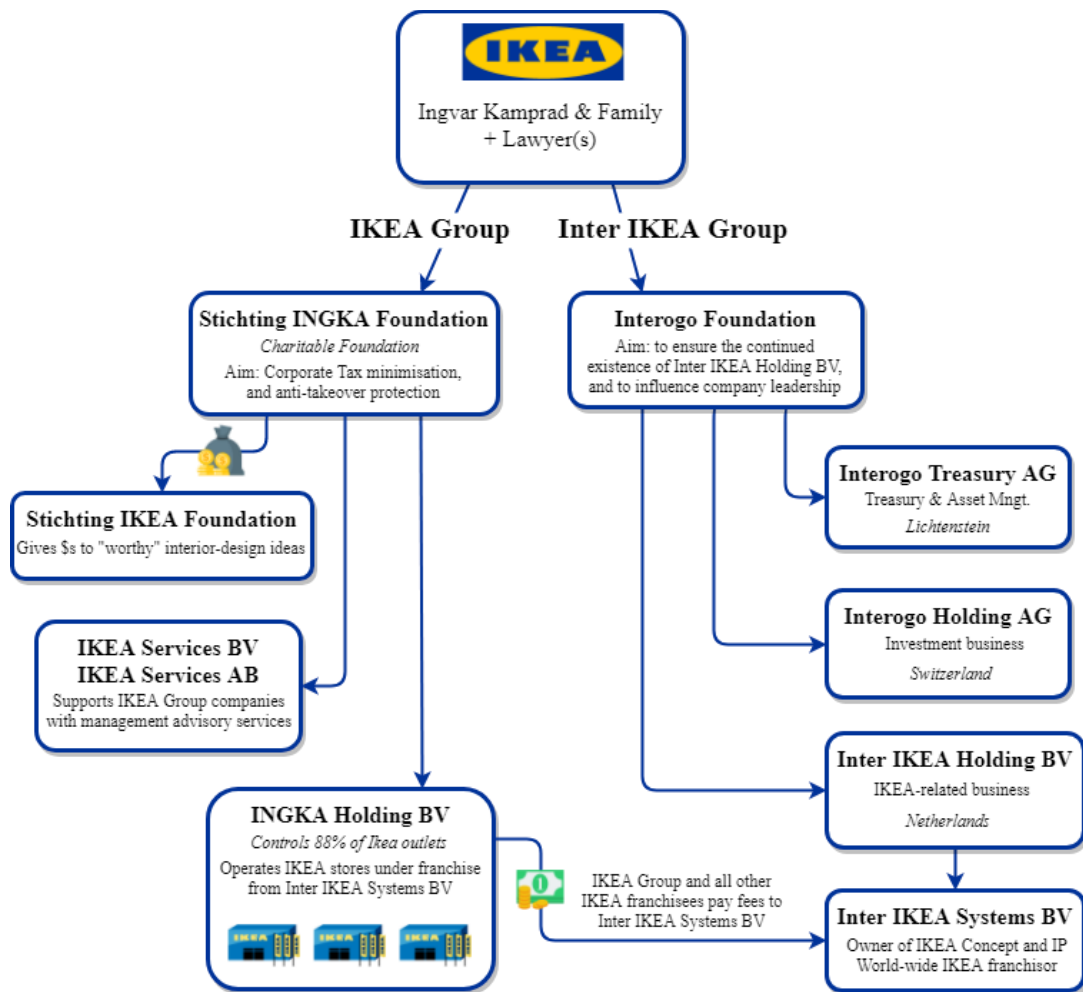 IKEA
Ingvar Kamprad & Family
+ Lawyer(s)
IKEA Group
Inter IKEA Group
Stichting INGKA Foundation
Charitable Foundation
Aim: Corporate Tax minimisation,
and anti-takeover protection
Interogo Foundation
Aim: to ensure the continued
existence of Inter IKEA Holding BV,
and to influence company leadership
Stichting IKEA Foundation
Gives $s to "worthy" interior-design ideas
Interogo Treasury AG
Treasury & Asset Mngt.
Lichtenstein
IKEA Services BV
IKEA Services AB
Supports IKEA Group companies
with management advisory services
Interogo Holding AG
Investment business
Switzerland
Inter IKEA Holding BV
IKEA-related business
Netherlands
INGKA Holding BV
Controls 88% of Ikea outlets
Operates IKEA stores under franchise
from Inter IKEA Systems BV
IKEA IKEA IKEA
IKEA Group and all other
IKEA franchisees pay fees to
Inter IKEA Systems BV
Inter IKEA Systems BV
Owner of IKEA Concept and IP
World-wide IKEA franchisor